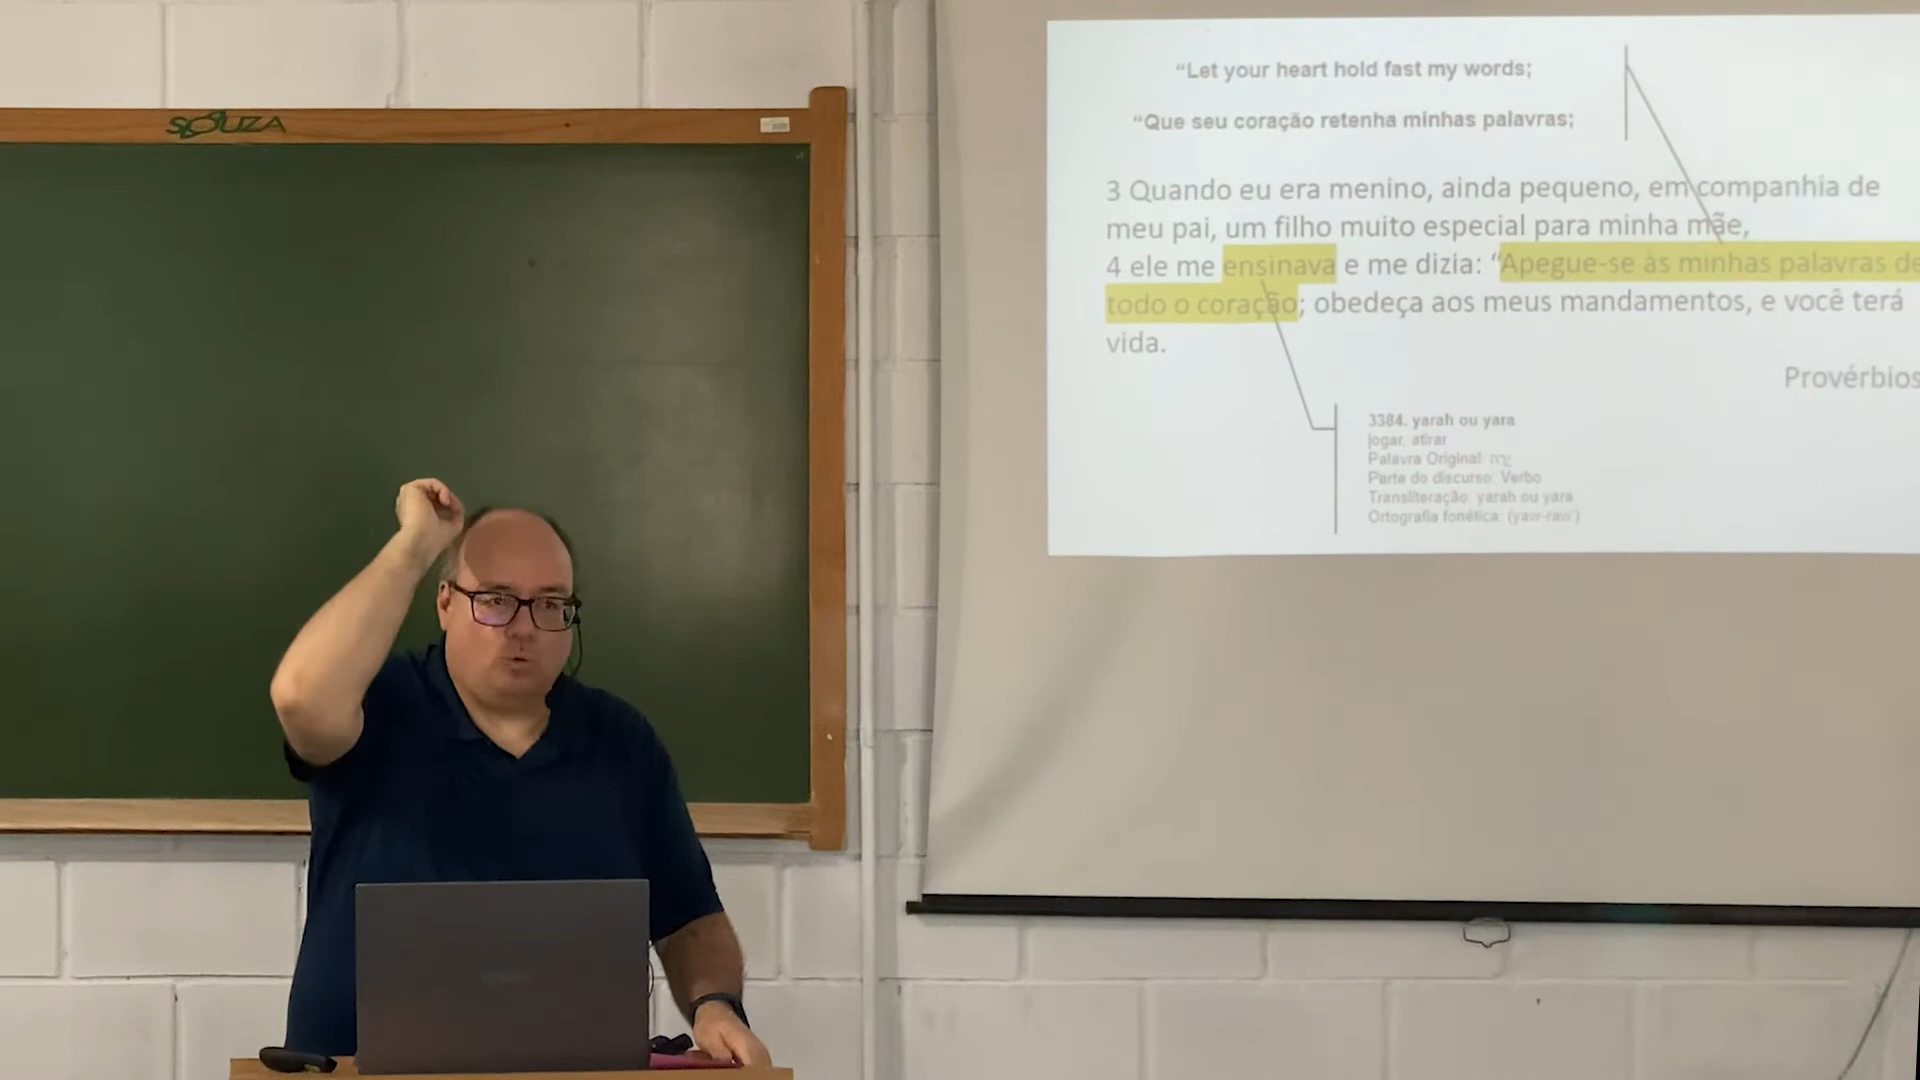 SOUZA
“Let your heart hold fast my words;
“Que seu coração retenha minhas palavras;
3 Quando eu era menino, ainda pequeno, em companhia de
meu pai, um filho muito especial para minha mãe,
4 ele me ensinava e me dizia: “Apegue-se às minhas palavras de
todo o coração; obedeça aos meus mandamentos, e você terá
vida.
Provérbios
3384. yarah ou yara
jogar, atirar
Palavra Original: ירה
Parte do discurso: Verbo
Transliteração: yarah ou yara
Ortografia fonética: (yaw-raw')